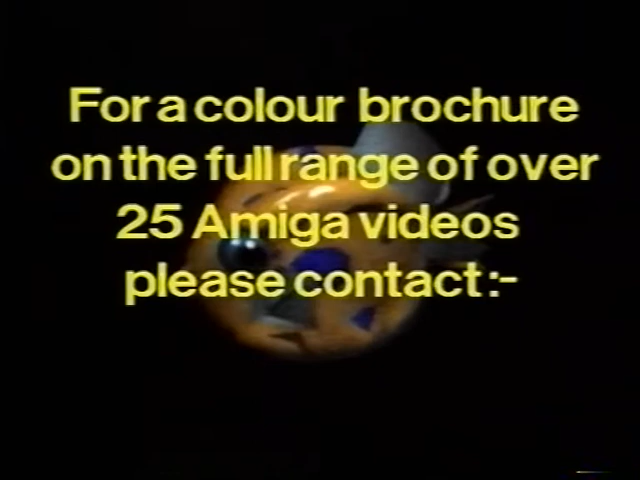 For a colour brochure
on the full range of over
25 Amiga videos
please contact:-